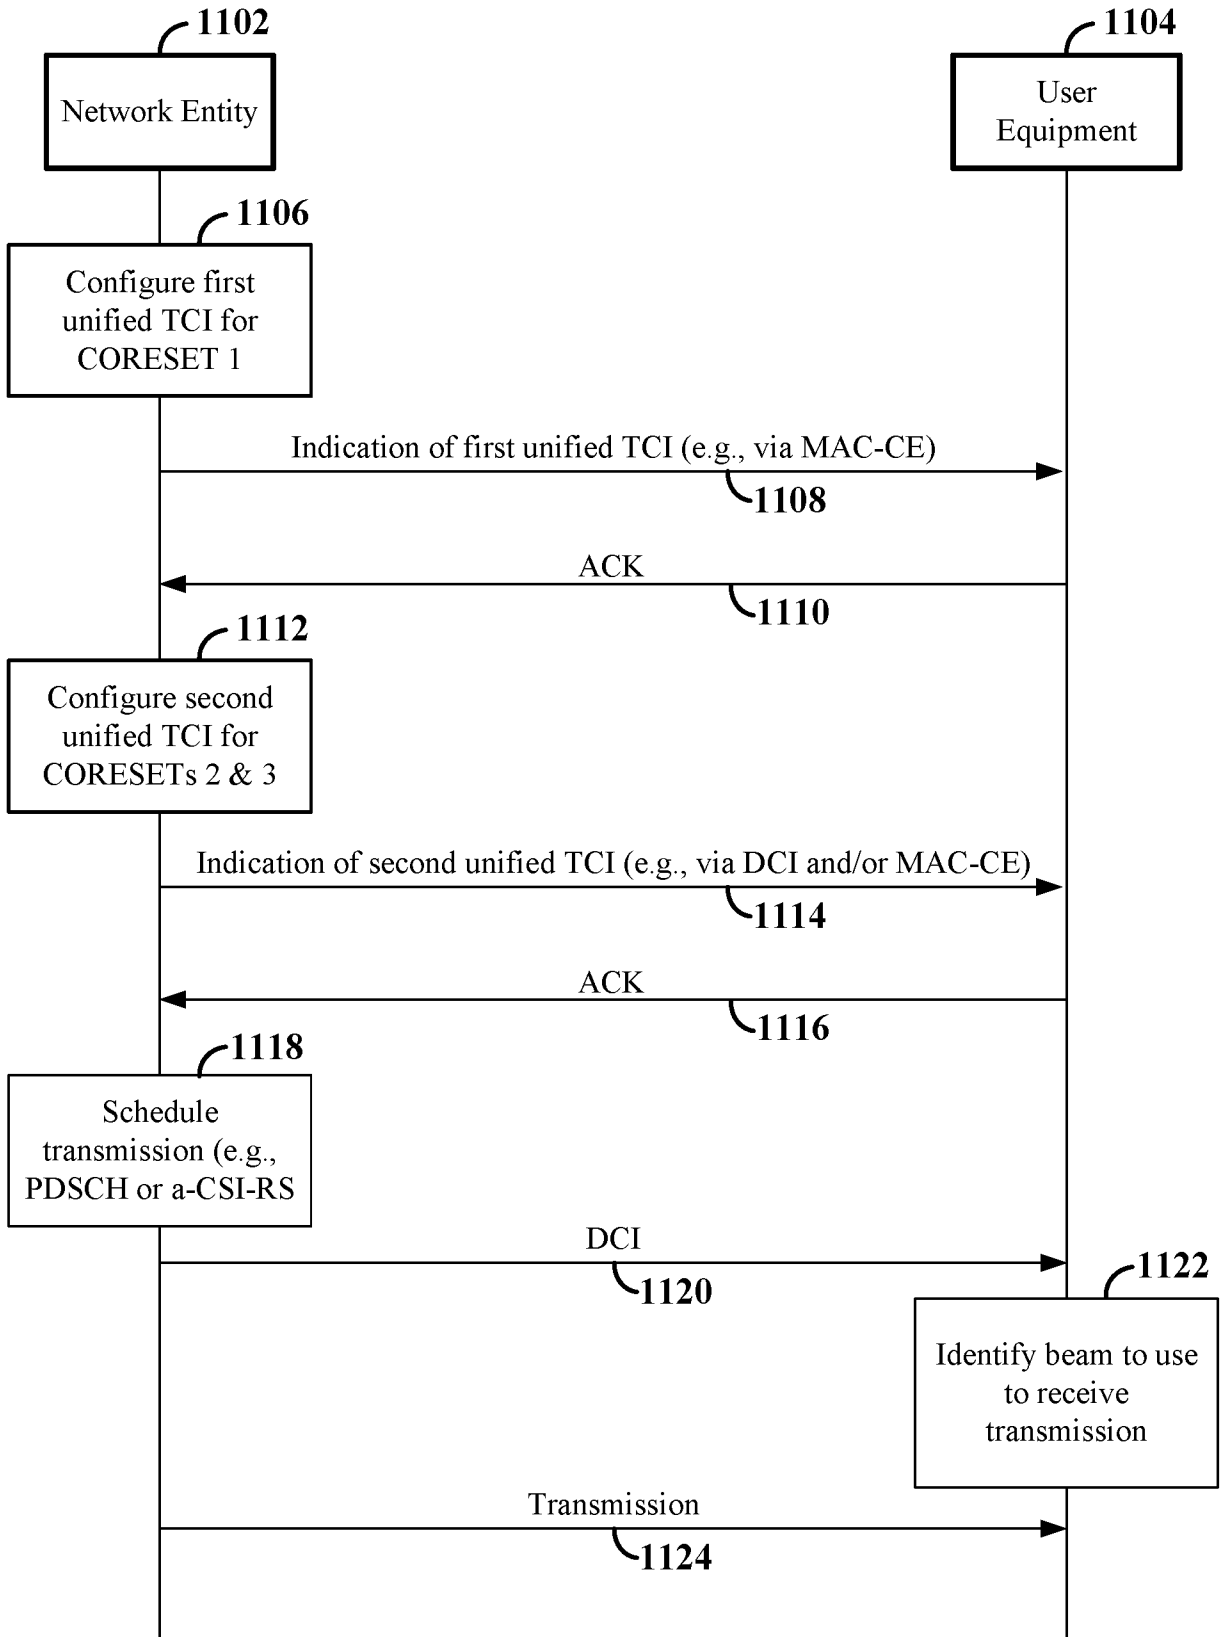 1102
1104
Network Entity
User
Equipment
1106
Configure first
unified TCI for
CORESET 1
Indication of first unified TCI (e.g., via MAC-CE)
1108
ACK
1110
1112
Configure second
unified TCI for
CORESETs 2 & 3
Indication of second unified TCI (e.g., via DCI and/or MAC-CE)
1114
ACK
1116
1118
Schedule
transmission (e.g.,
PDSCH or a-CSI-RS
DCI
1120
1122
Identify beam to use
to receive
transmission
Transmission
1124